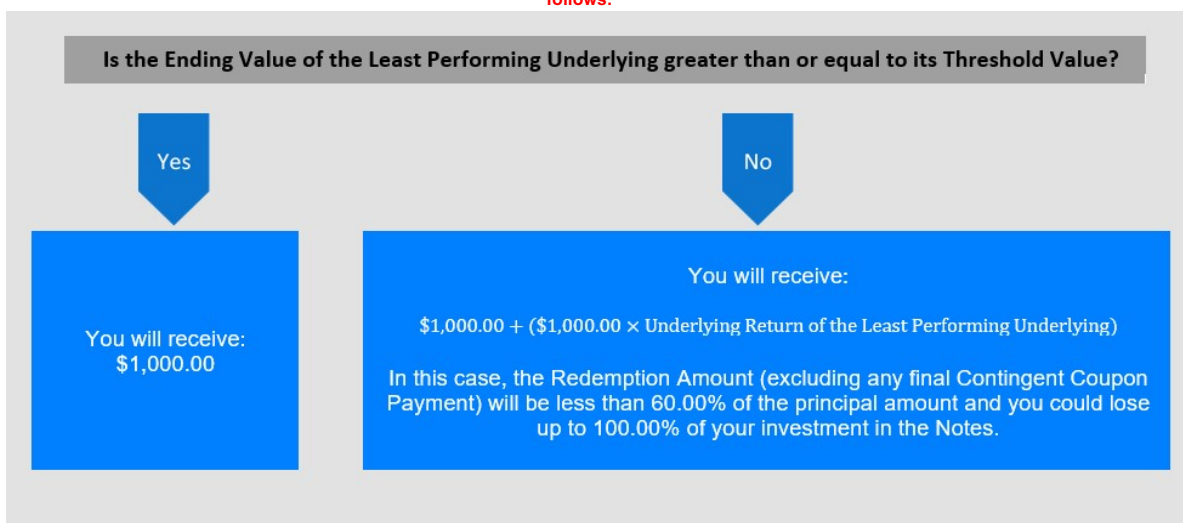 follows:
Is the Ending Value of the Least Performing Underlying greater than or equal to its Threshold Value?
Yes
No
You will receive:
$1,000.00
You will receive:
$1,000.00 + ($1,000.00 × Underlying Return of the Least Performing Underlying)
In this case, the Redemption Amount (excluding any final Contingent Coupon
Payment) will be less than 60.00% of the principal amount and you could lose
up to 100.00% of your investment in the Notes.